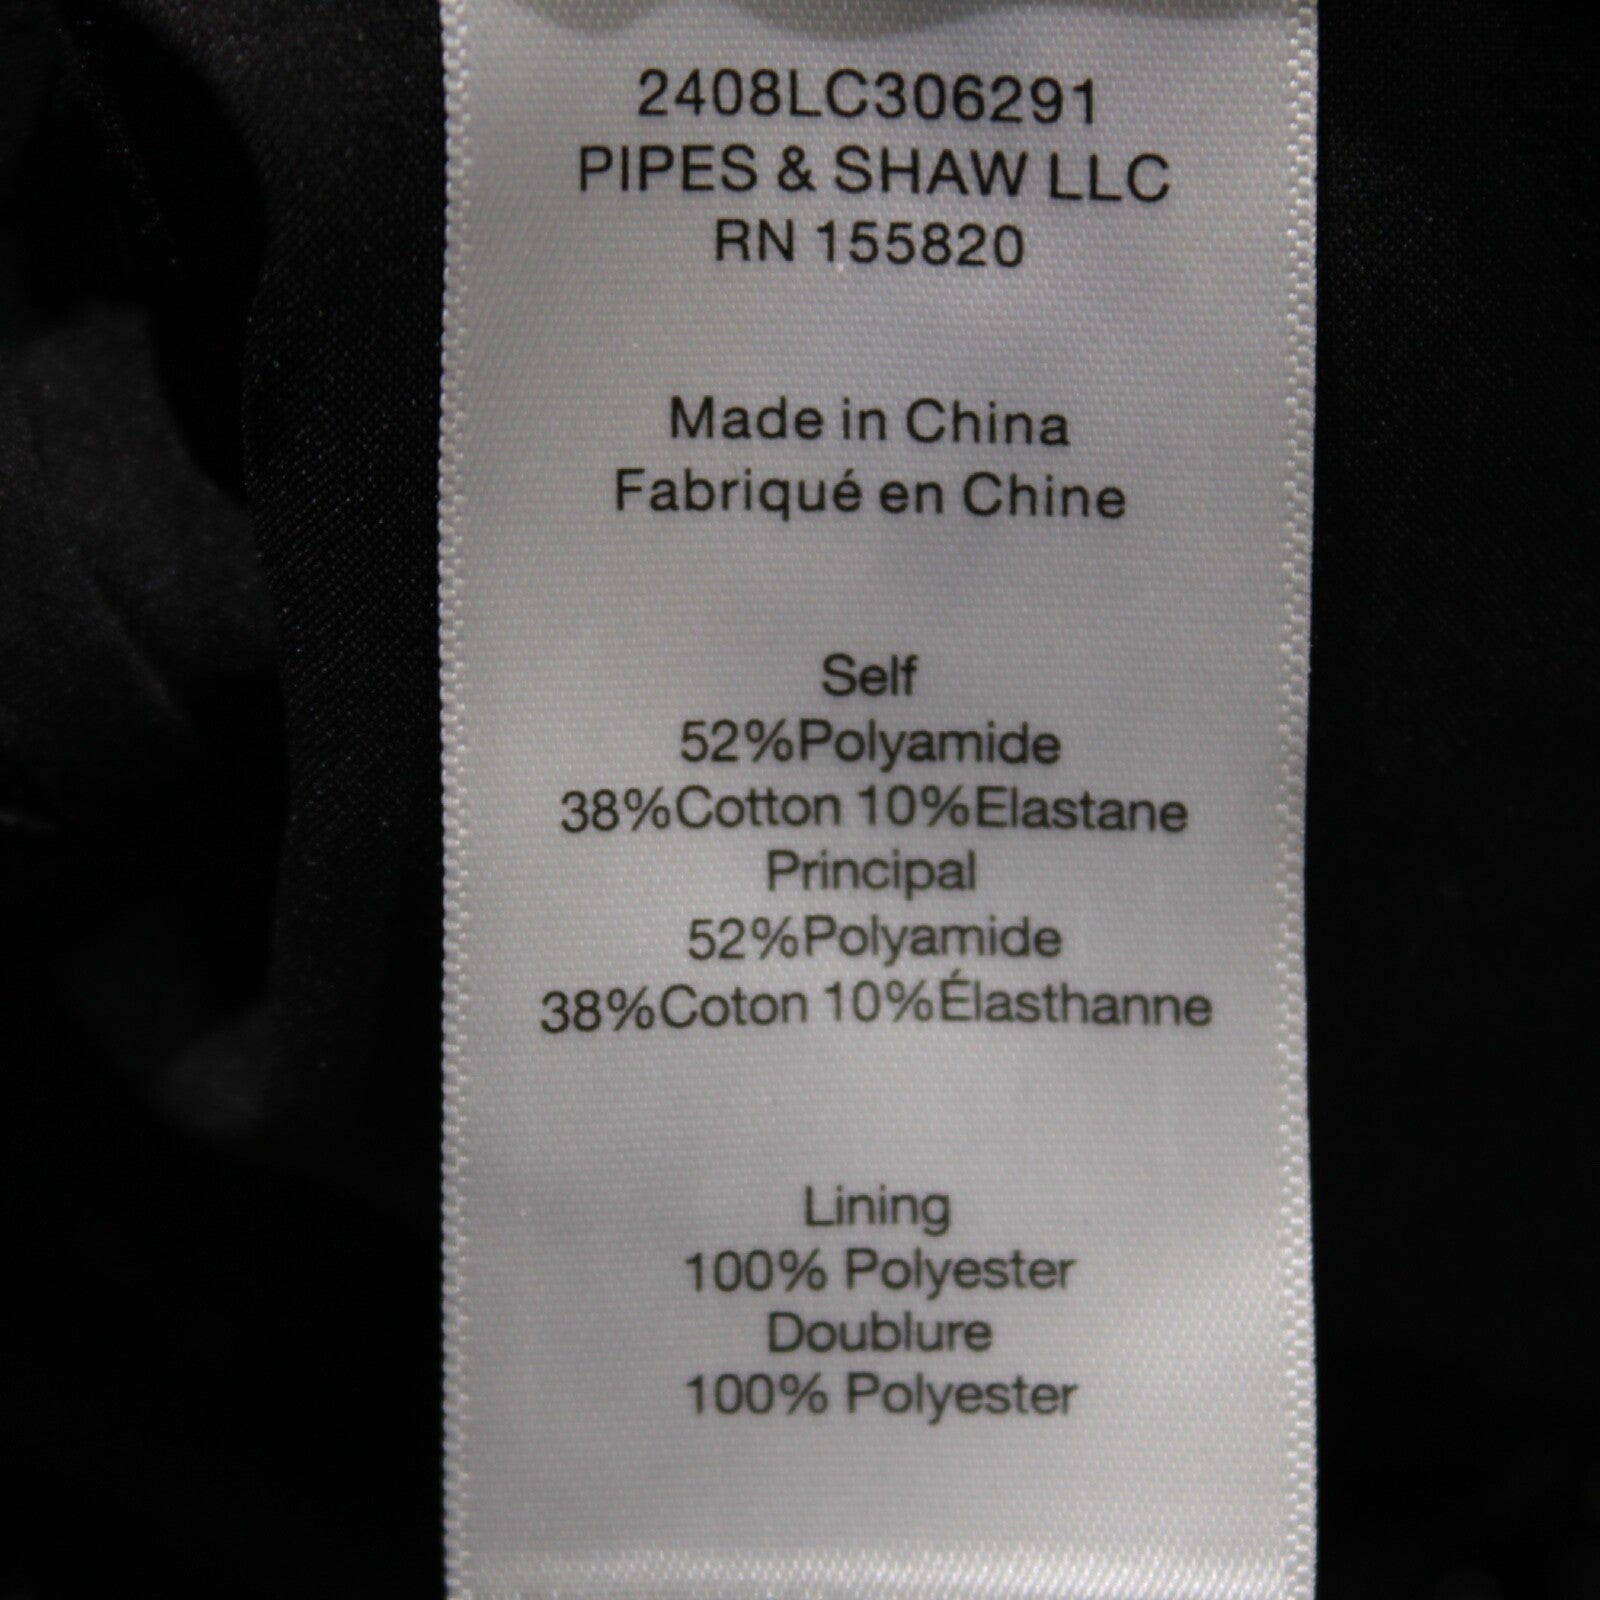 2408LC306291
PIPES & SHAW LLC
RN 155820
Made in China
Fabriqué en Chine
Self
52%Polyamide
38%Cotton 10%Elastane
Principal
52%Polyamide
38%Coton 10%Élasthanne
Lining
100% Polyester
Doublure
100% Polyester